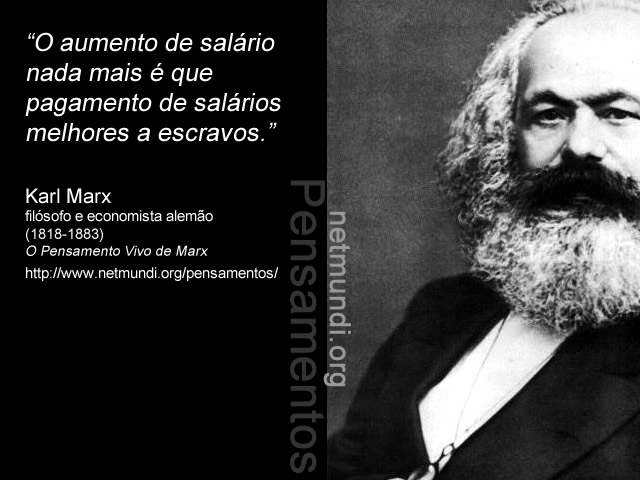 “O aumento de salário
nada mais é que
pagamento de salários
melhores a escravos.”
Karl Marx
filósofo e economista alemão
(1818-1883)
O Pensamento Vivo de Marx
http://www.netmundi.org/pensamentos/
Pensamentos
netmundi.org